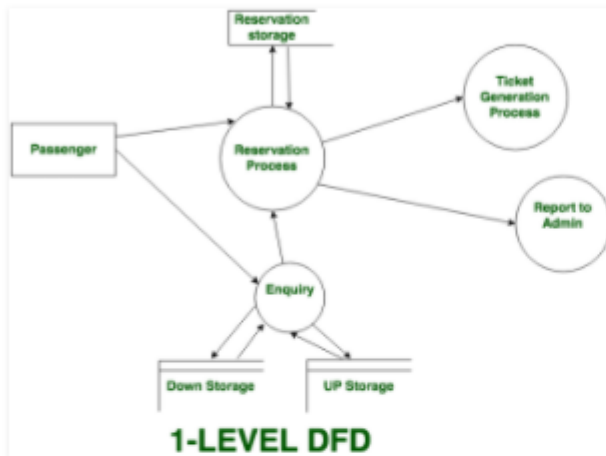 Reservation
storage
Ticket
Generation
Process
Passenger
Reservation
Process
Report to
Admin
Enquiry
Down Storage
UP Storage
1-LEVEL DFD